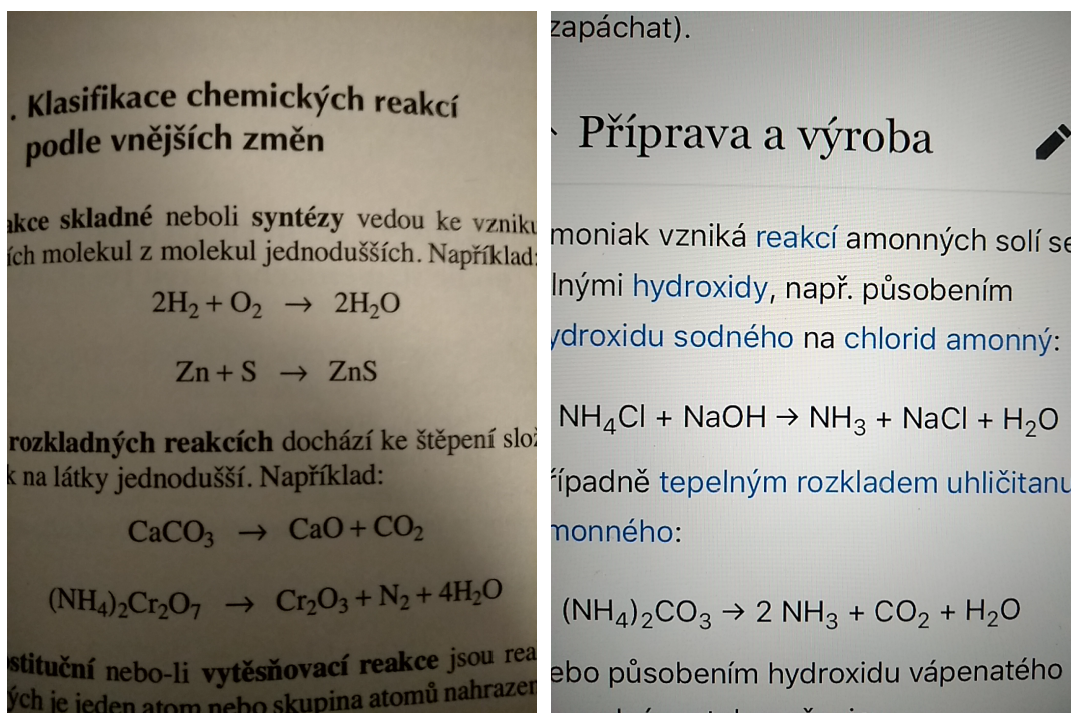 . Klasifikace chemických reakcí
podle vnějších změn
akce skladné neboli syntézy vedou ke vzniku
ích molekul z molekul jednodušších. Například:
2H₂ + O₂ → 2H₂O
Zn + S → ZnS
rozkladných reakcích dochází ke štěpení slož
k na látky jednodušší. Například:
CaCO₃ → CaO + CO₂
(NH₄)₂Cr₂O₇ → Cr₂O₃ + N₂ + 4H₂O
stituční nebo-li vytěsňovací reakce jsou rea
ých je jeden atom nebo skupina atomů nahrazen
zapáchat).
Příprava a výroba
moniak vzniká reakcí amonných solí se
lnými hydroxidy, např. působením
ydroxidu sodného na chlorid amonný:
NH₄Cl + NaOH → NH₃ + NaCl + H₂O
řípadně tepelným rozkladem uhličitanu
monného:
(NH₄)₂CO₃ → 2 NH₃ + CO₂ + H₂O
ebo působením hydroxidu vápenatého